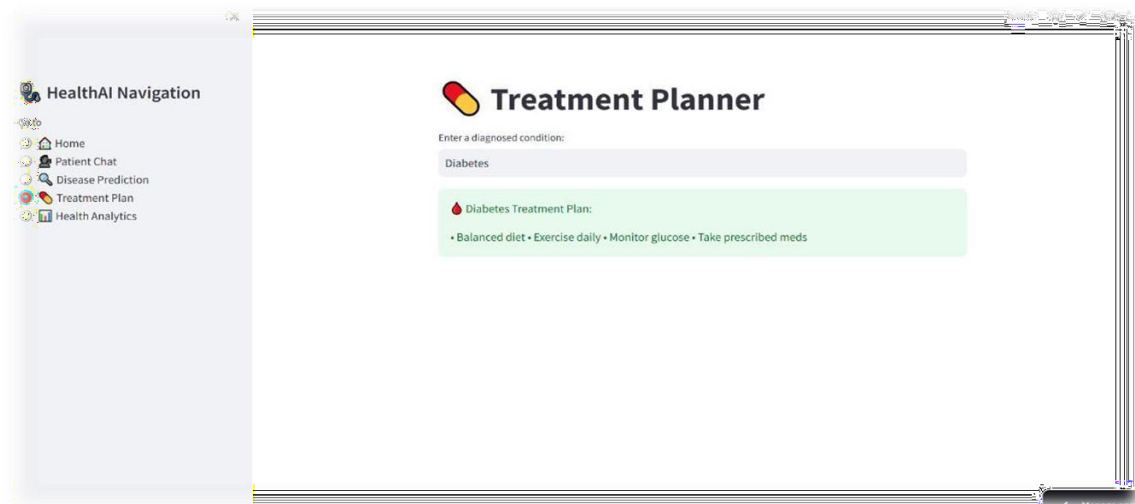 HealthAI Navigation
Home
Patient Chat
Disease Prediction
Treatment Plan
Health Analytics
Treatment Planner
Enter a diagnosed condition:
Diabetes
Diabetes Treatment Plan:
• Balanced diet • Exercise daily • Monitor glucose • Take prescribed meds